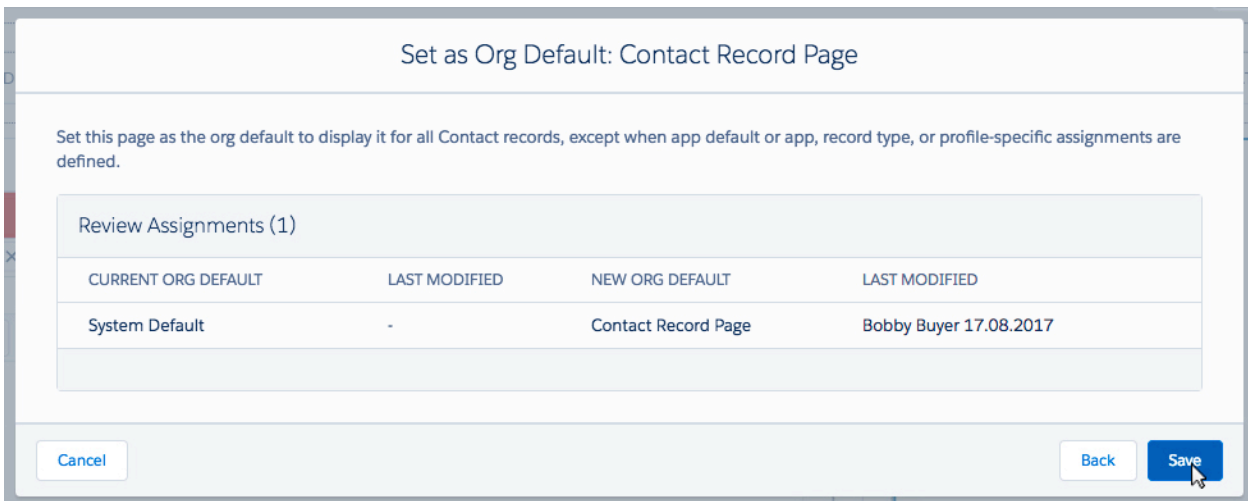 Set as Org Default: Contact Record Page
Set this page as the org default to display it for all Contact records, except when app default or app, record type, or profile-specific assignments are
defined.
Review Assignments (1)
CURRENT ORG DEFAULT LAST MODIFIED NEW ORG DEFAULT LAST MODIFIED
System Default - Contact Record Page Bobby Buyer 17.08.2017
Cancel Back Save